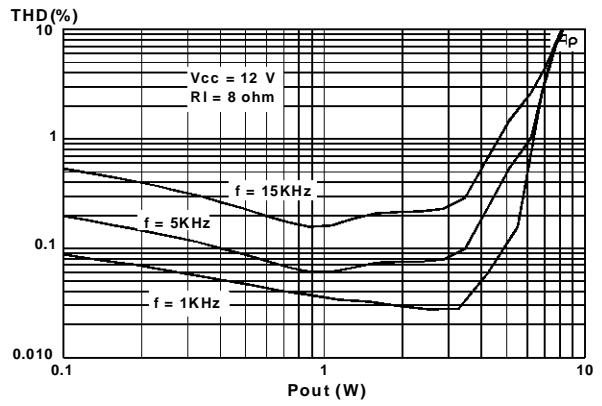 THD(%)
10
Vcc = 12 V
Rl = 8 ohm
1
f = 15KHz
f = 5KHz
0.1
f = 1KHz
0.010
0.1
1
10
Pout (W)